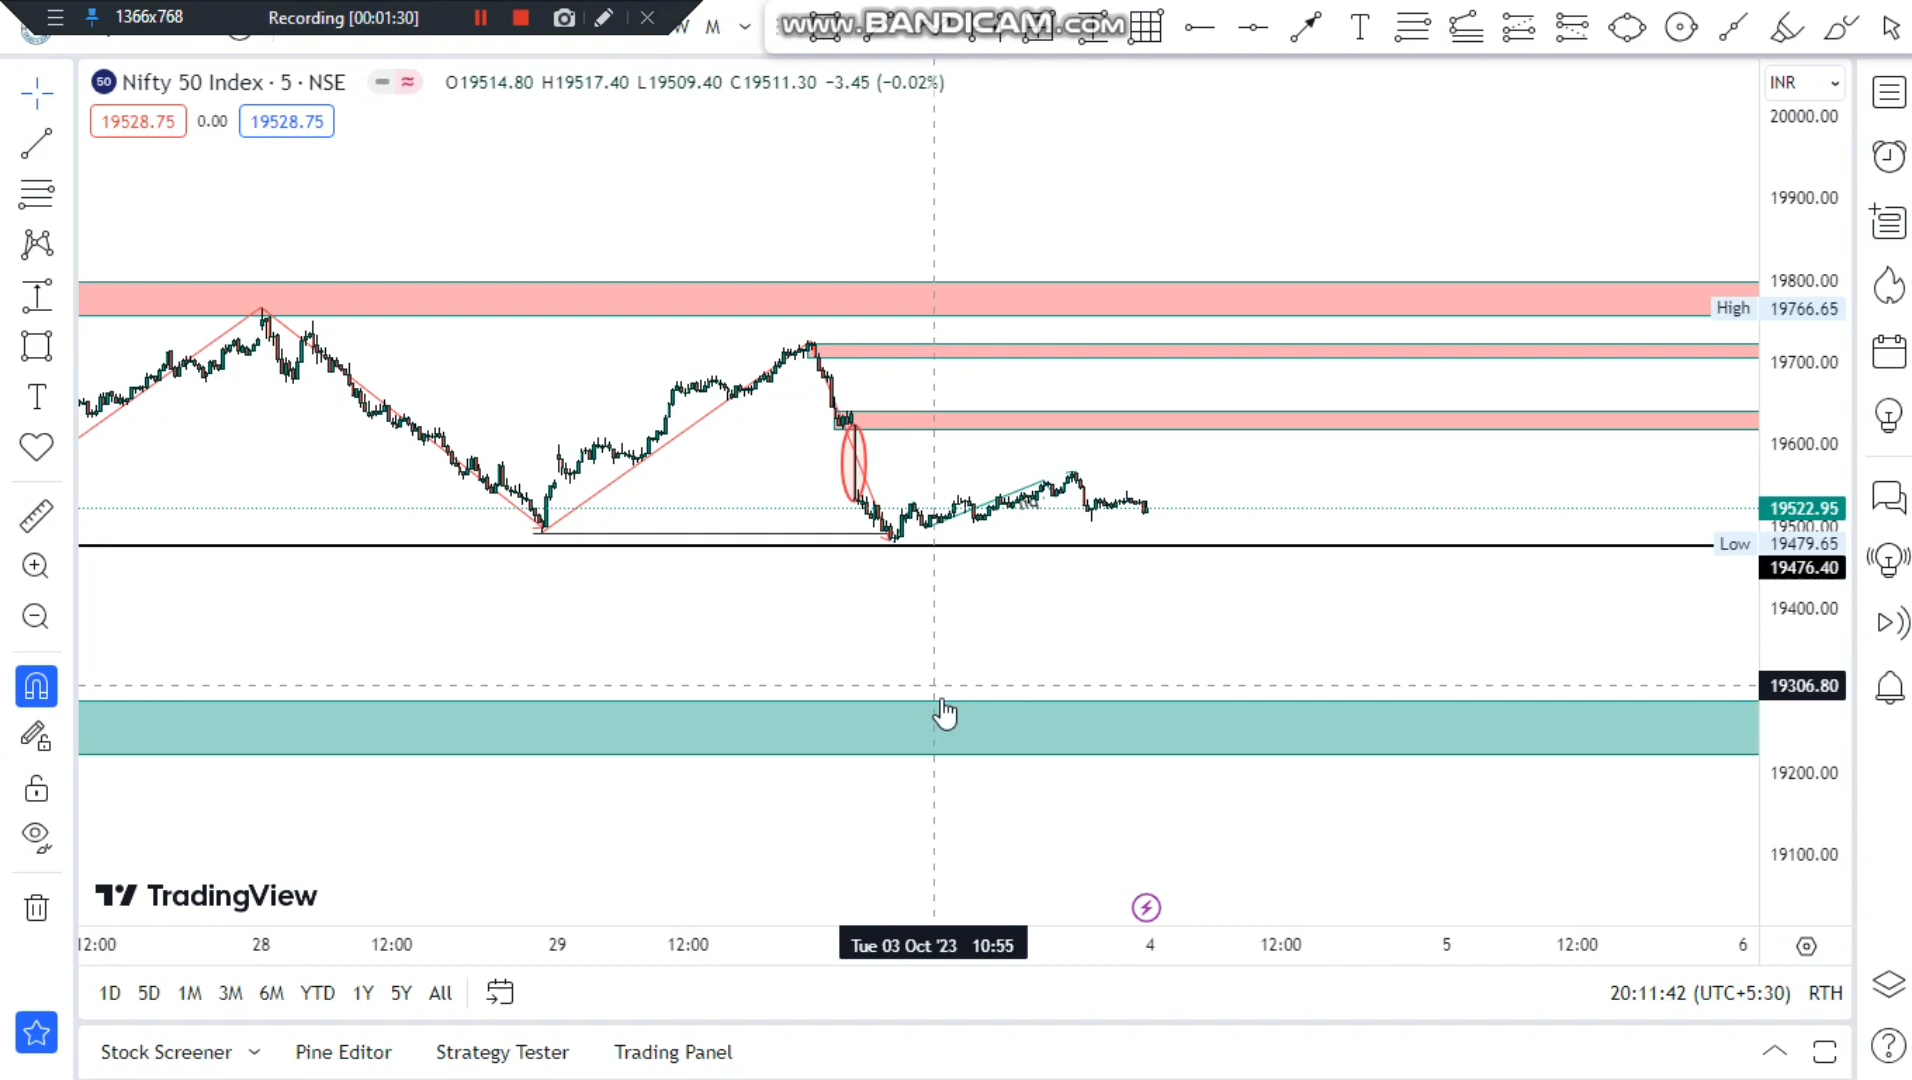 1366x768
Recording [00:01:30]
www.BANDICAM.com
M
Nifty 50 Index · 5 · NSE
O19514.80 H19517.40 L19509.40 C19511.30 −3.45 (−0.02%)
INR
19528.75
0.00
19528.75
20000.00
19900.00
19800.00
High 19766.65
19700.00
19600.00
19522.95
19500.00
Low 19479.65
19476.40
19400.00
19306.80
19200.00
19100.00
TradingView
12:00
28
12:00
29
12:00
Tue 03 Oct '23 10:55
4
12:00
5
12:00
6
1D 5D 1M 3M 6M YTD 1Y 5Y All
20:11:42 (UTC+5:30) RTH
Stock Screener
Pine Editor
Strategy Tester
Trading Panel